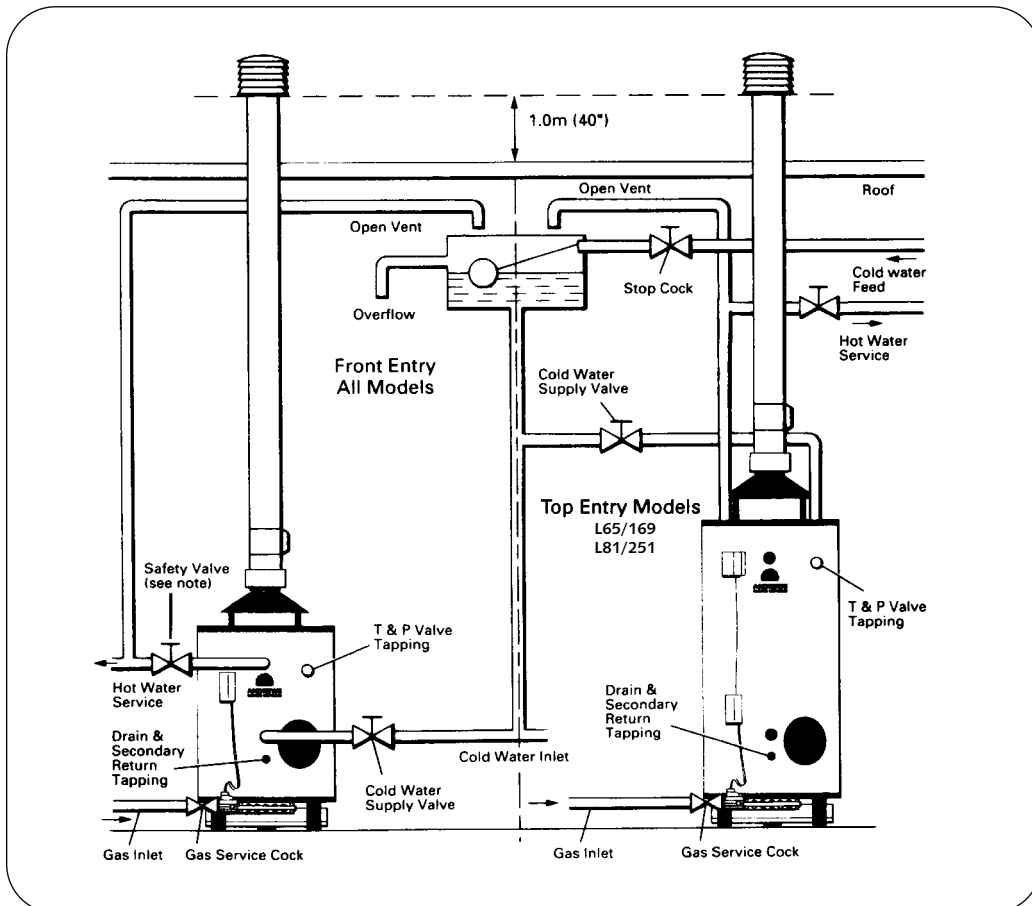 1.0m (40")
Open Vent
Roof
Open Vent
Stop Cock
Cold water
Feed
Overflow
Hot Water
Service
Front Entry
All Models
Cold Water
Supply Valve
Top Entry Models
L65/169
L81/251
Safety Valve
(see note)
T & P Valve
Tapping
T & P Valve
Tapping
Hot Water
Service
Drain &
Secondary
Return
Tapping
Drain &
Secondary
Return
Tapping
Cold Water Inlet
Cold Water
Supply Valve
Gas Inlet
Gas Service Cock
Gas Inlet
Gas Service Cock